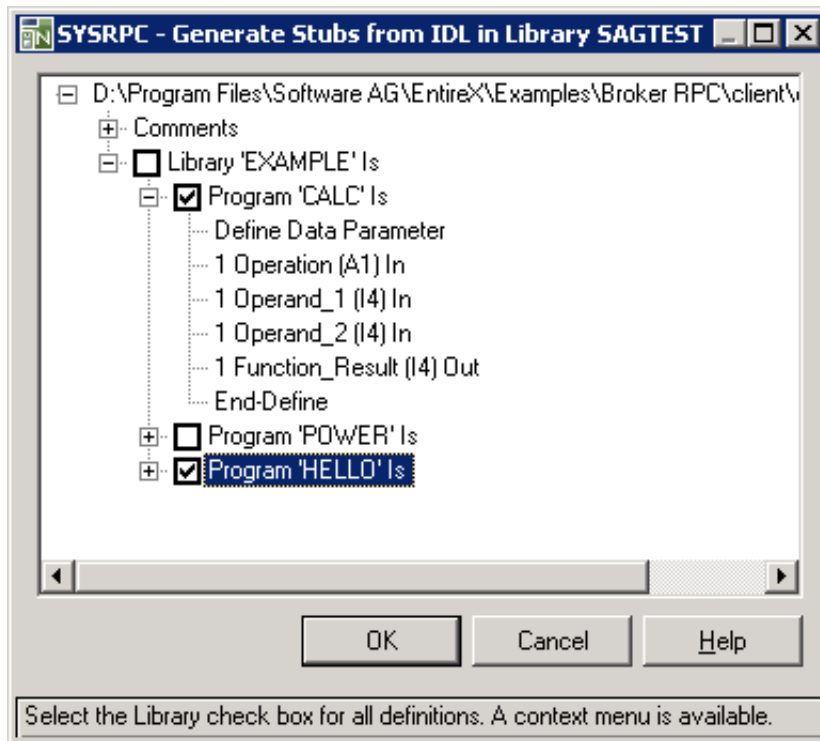 SYSRPC - Generate Stubs from IDL in Library SAGTEST
D:\Program Files\Software AG\EntireX\Examples\Broker RPC\client\
Comments
Library 'EXAMPLE' Is
Program 'CALC' Is
Define Data Parameter
1 Operation (A1) In
1 Operand_1 (I4) In
1 Operand_2 (I4) In
1 Function_Result (I4) Out
End-Define
Program 'POWER' Is
Program 'HELLO' Is
OK Cancel Help
Select the Library check box for all definitions. A context menu is available.